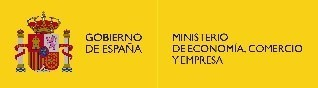 GOBIERNO
DE ESPAÑA
MINISTERIO
DE ECONOMÍA, COMERCIO
Y EMPRESA